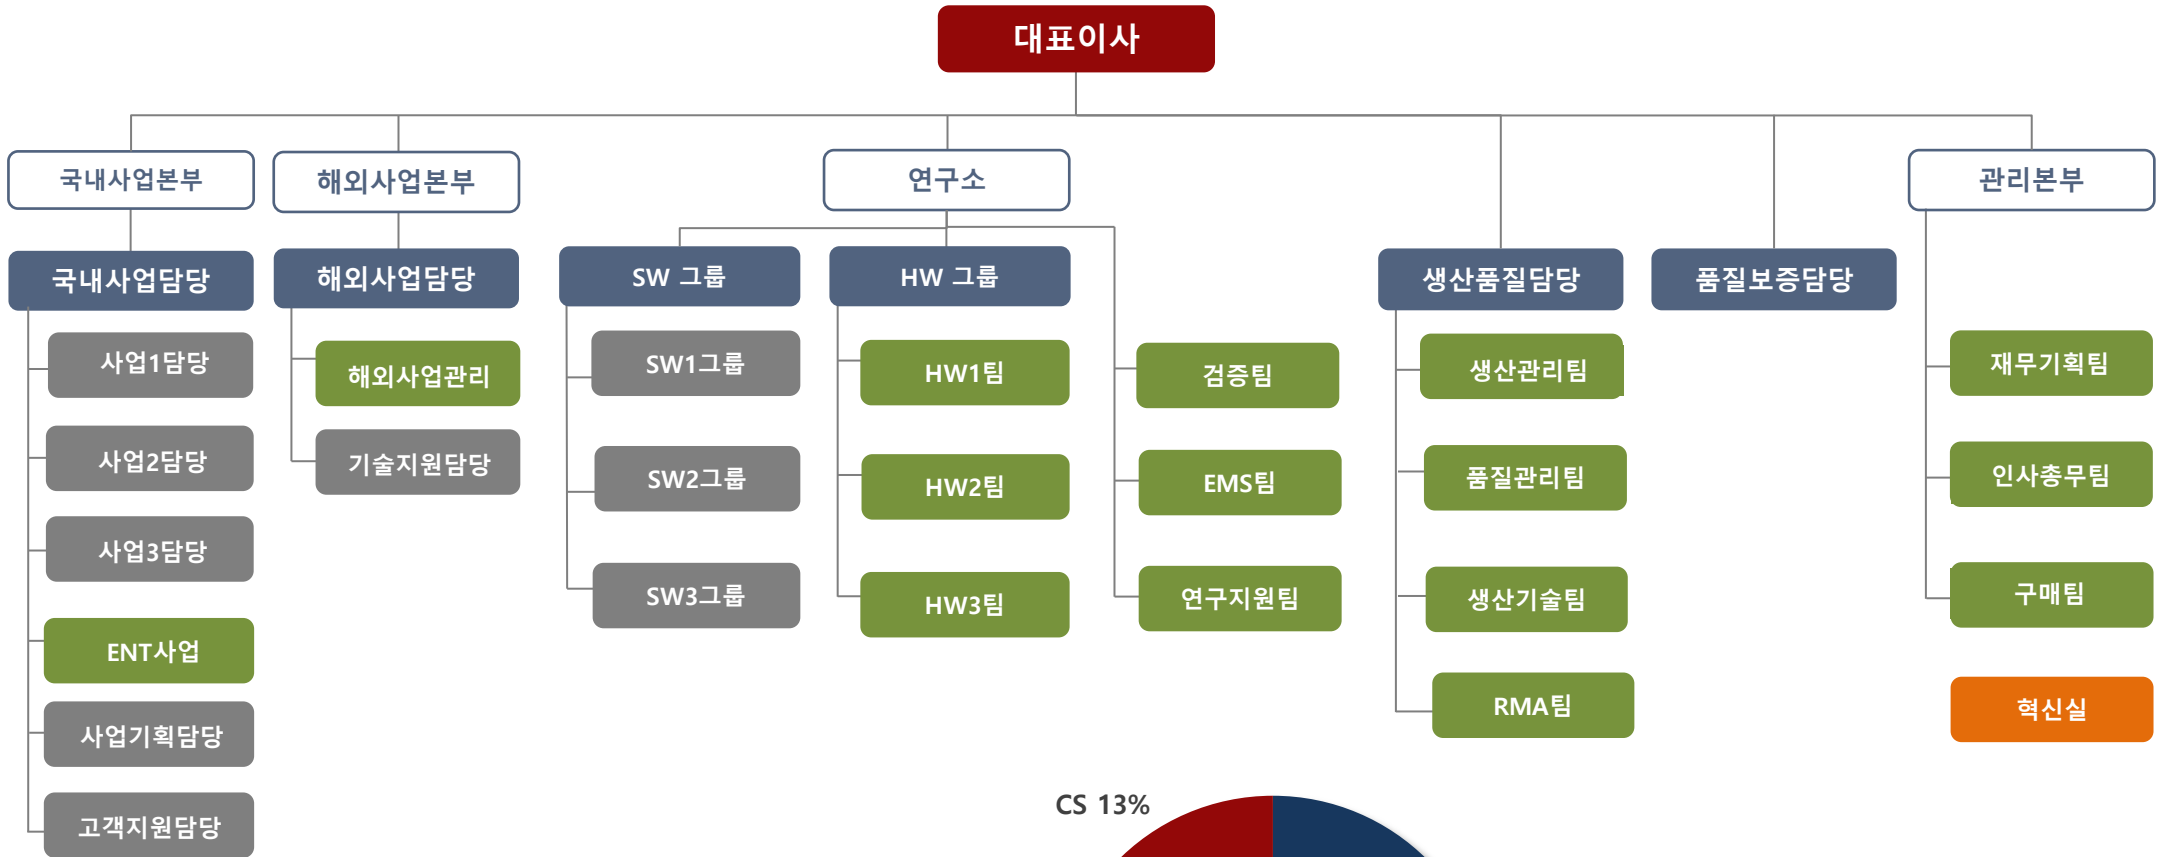 대표이사
국내사업본부
해외사업본부
연구소
관리본부
국내사업담당
해외사업담당
SW 그룹
HW 그룹
생산품질담당
품질보증담당
사업1담당
사업2담당
사업3담당
ENT사업
사업기획담당
고객지원담당
해외사업관리
기술지원담당
SW1그룹
SW2그룹
SW3그룹
HW1팀
HW2팀
HW3팀
검증팀
EMS팀
연구지원팀
생산관리팀
품질관리팀
생산기술팀
RMA팀
재무기획팀
인사총무팀
구매팀
혁신실
CS 13%